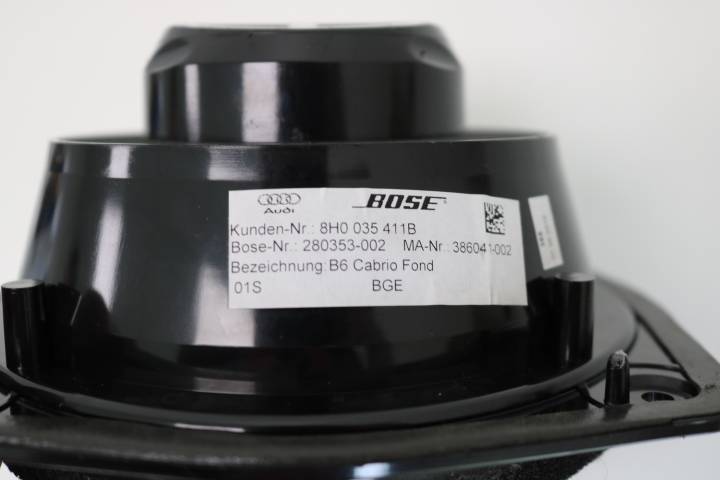 Audi BOSE
Kunden-Nr.: 8H0 035 411B
Bose-Nr.: 280353-002 MA-Nr.: 386041-002
Bezeichnung: B6 Cabrio Fond
01S BGE